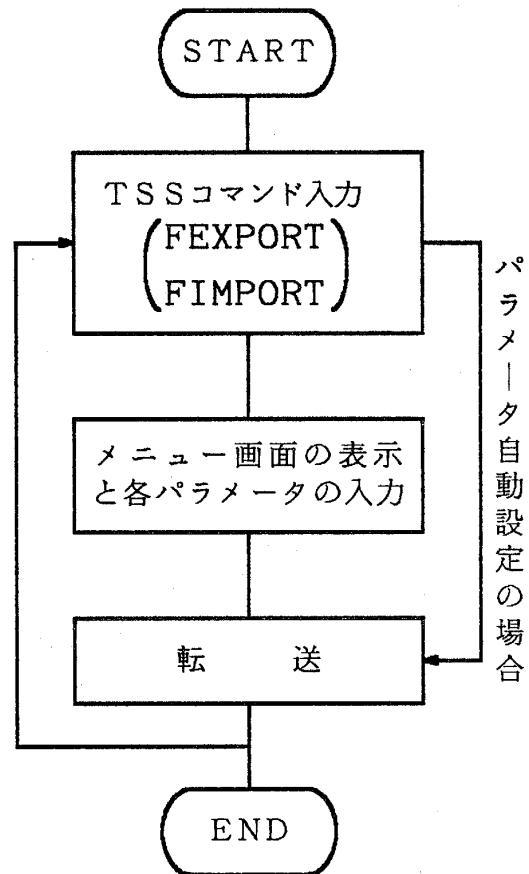 START
TSSコマンド入力
(FEXPORT
FIMPORT)
メニュー画面の表示
と各パラメータの入力
転 送
END
パラメータ自動設定の場合